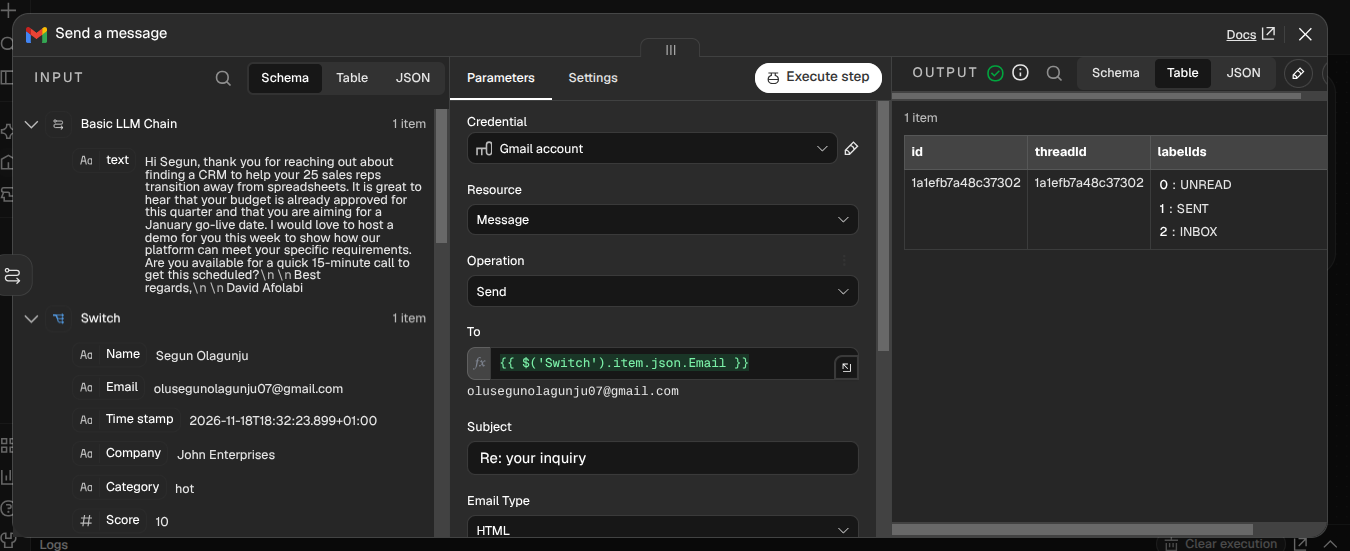 Send a message
Docs
INPUT
Schema
Table
JSON
Parameters
Settings
Execute step
OUTPUT
Schema
Table
JSON
Basic LLM Chain
1 item
text
Hi Segun, thank you for reaching out about
finding a CRM to help your 25 sales reps
transition away from spreadsheets. It is great to
hear that your budget is already approved for
this quarter and that you are aiming for a
January go-live date. I would love to host a
demo for you this week to show how our
platform can meet your specific requirements.
Are you available for a quick 15-minute call to
get this scheduled?\n \n Best
regards,\n \n David Afolabi
Switch
1 item
Name
Segun Olagunju
Email
olusegunolagunju07@gmail.com
Time stamp
2026-11-18T18:32:23.899+01:00
Company
John Enterprises
Category
hot
Score
10
Credential
Gmail account
Resource
Message
Operation
Send
To
fx
{{ $('Switch').item.json.Email }}
olusegunolagunju07@gmail.com
Subject
Re: your inquiry
Email Type
HTML
1 item
id
threadId
labelIds
1a1efb7a48c37302
1a1efb7a48c37302
0 : UNREAD
1 : SENT
2 : INBOX
Logs
Clear execution